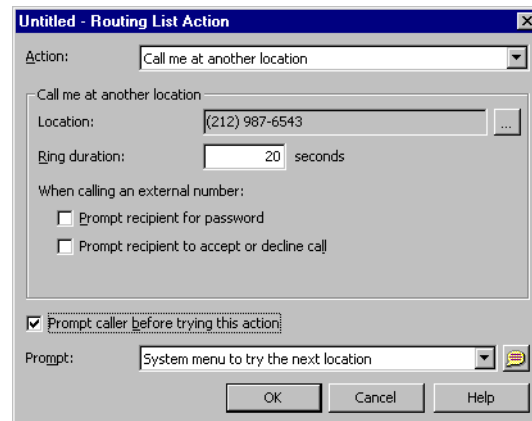 Untitled - Routing List Action
Action: Call me at another location
Call me at another location
Location: (212) 987-6543 ...
Ring duration: 20 seconds
When calling an external number:
Prompt recipient for password
Prompt recipient to accept or decline call
Prompt caller before trying this action
Prompt: System menu to try the next location
OK Cancel Help